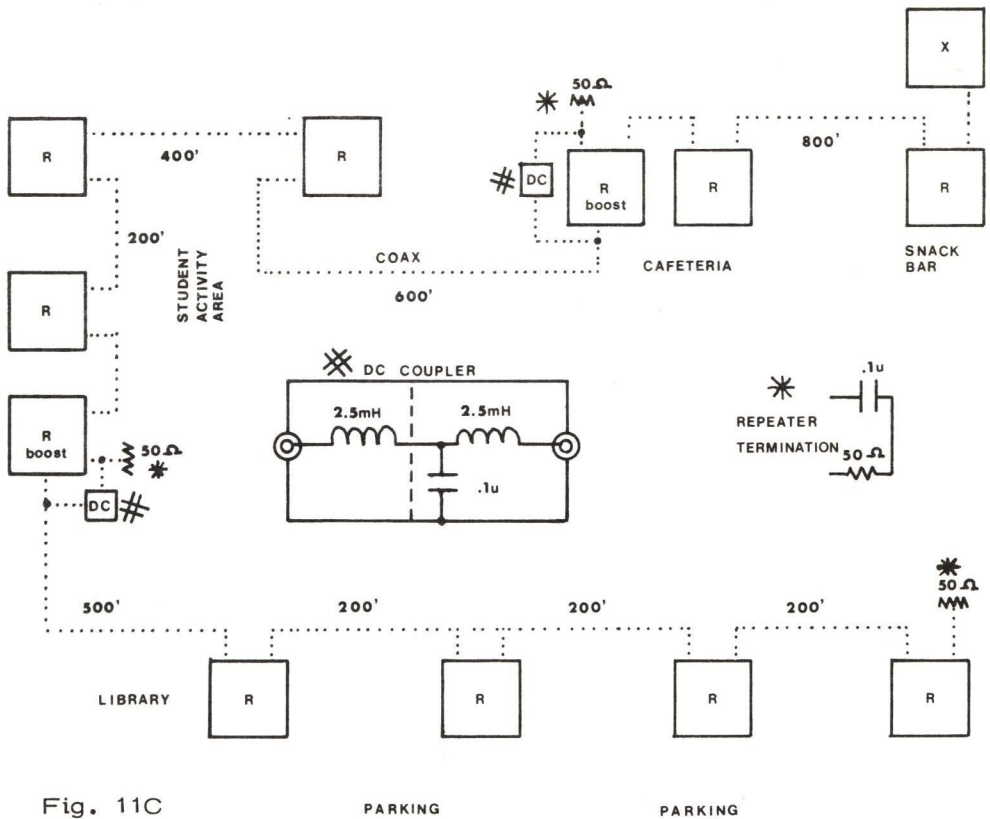 X
50Ω
*
R
400'
R
# DC
R
boost
R
800'
R
200'
STUDENT
ACTIVITY
AREA
COAX
600'
CAFETERIA
SNACK
BAR
R
# DC COUPLER
2.5mH
2.5mH
.1u
*
REPEATER
TERMINATION
.1u
50Ω
R
boost
50Ω
*
DC #
500'
200'
200'
200'
*
50Ω
LIBRARY
R
R
R
R
Fig. 11C
PARKING
PARKING